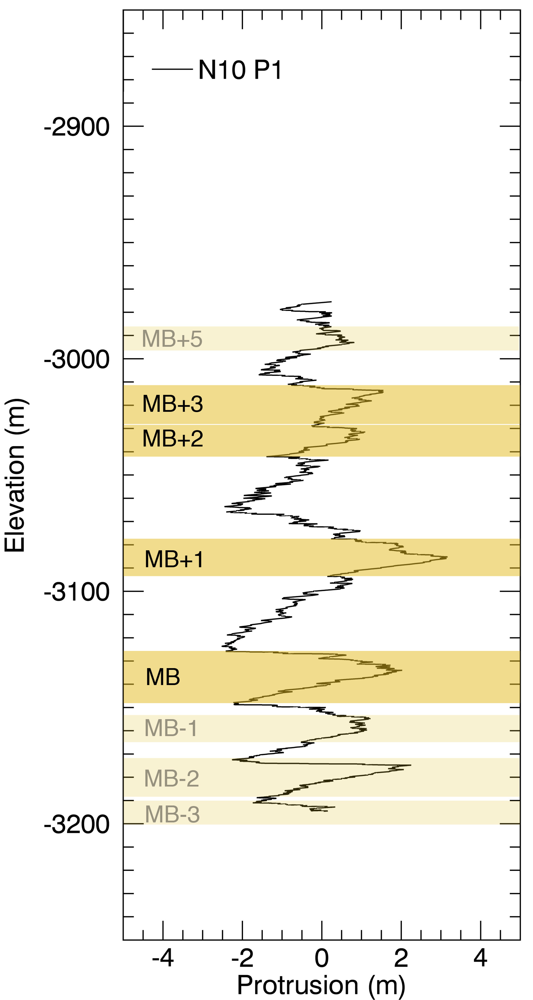 N10 P1
-2900
MB+5
-3000
MB+3
MB+2
Elevation (m)
MB+1
-3100
MB
MB-1
MB-2
MB-3
-3200
-4 -2 0 2 4
Protrusion (m)